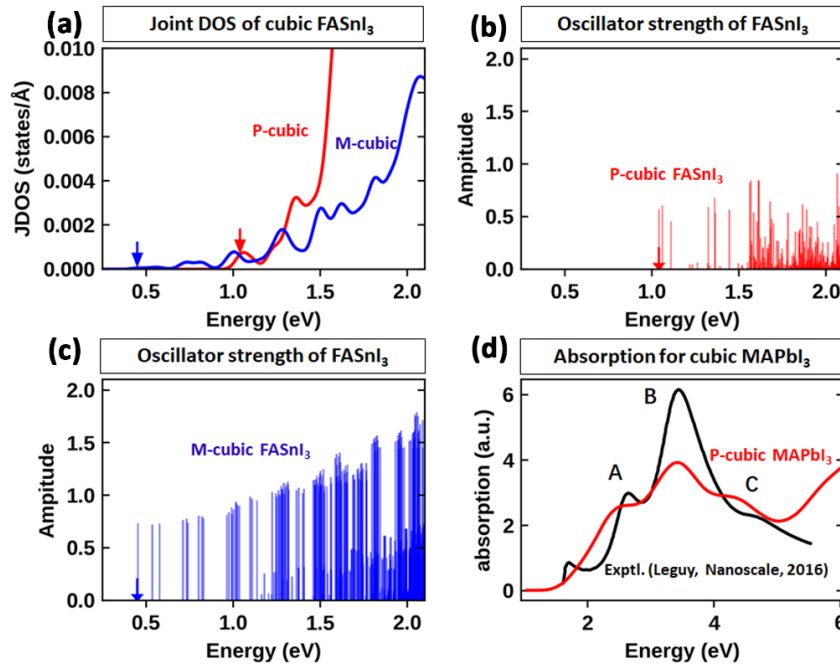 (a)
Joint DOS of cubic FASnI₃
JDOS (states/Å)
0.010
0.008
0.006
0.004
0.002
0.000
P-cubic
M-cubic
0.5 1.0 1.5 2.0
Energy (eV)
(b)
Oscillator strength of FASnI₃
Ampitude
2.0
1.5
1.0
0.5
0.0
P-cubic FASnI₃
0.5 1.0 1.5 2.0
Energy (eV)
(c)
Oscillator strength of FASnI₃
Ampitude
2.0
1.5
1.0
0.5
0.0
M-cubic FASnI₃
0.5 1.0 1.5 2.0
Energy (eV)
(d)
Absorption for cubic MAPbI₃
absorption (a.u.)
6
4
2
0
A
B
C
P-cubic MAPbI₃
Exptl. (Leguy, Nanoscale, 2016)
2 4 6
Energy (eV)